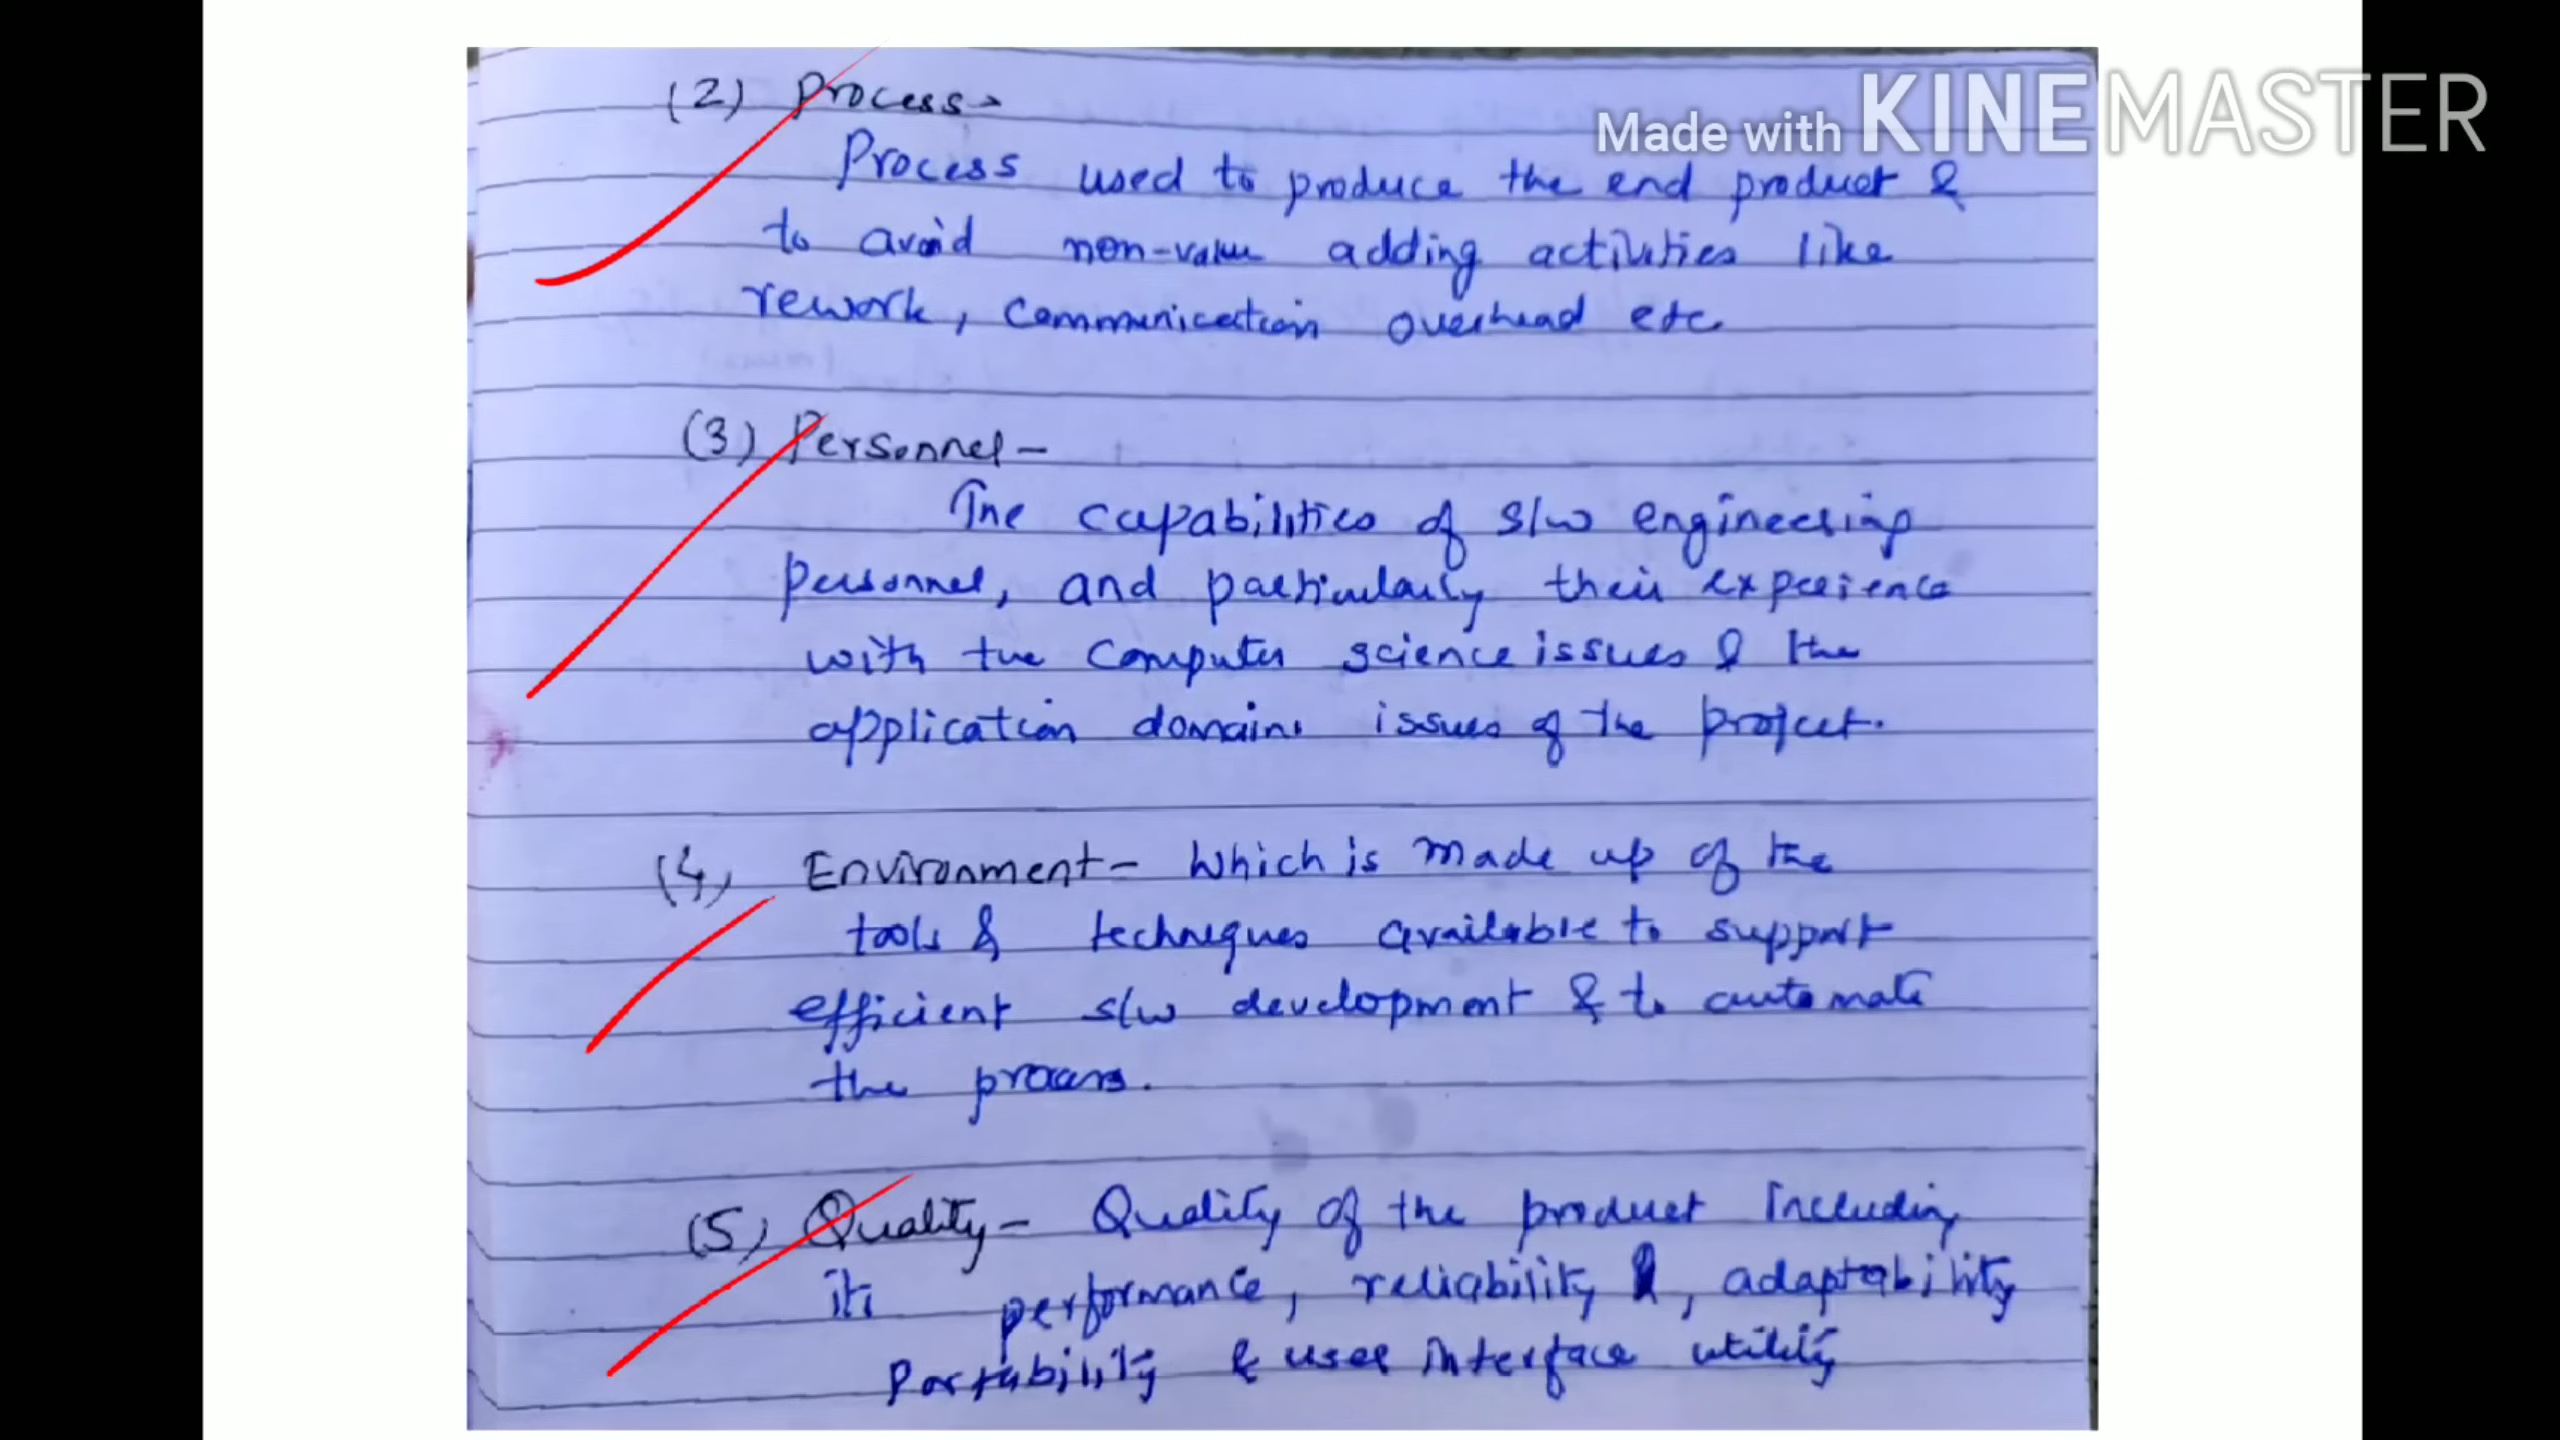 Made with KINEMASTER
(2) Process→
Process used to produce the end product &
to avoid non-value adding activities like
rework, communication overhead etc.
(3) Personnel -
The capabilities of s/w engineering
personnel, and particularly their experience
with the computer science issues & the
application domain issues of the project.
(4) Environment - Which is made up of the
tools & techniques available to support
efficient s/w development & to automate
the process.
(5) Quality - Quality of the product including
its performance, reliability, adaptability
Portability & user interface utility